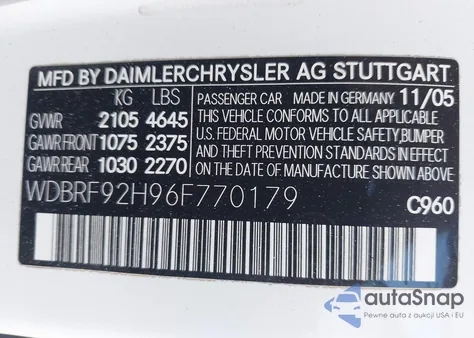 MFD BY DAIMLERCHRYSLER AG STUTTGART
KG LBS
GVWR 2105 4645
GAWR FRONT 1075 2375
GAWR REAR 1030 2270
PASSENGER CAR MADE IN GERMANY 11/05
THIS VEHICLE CONFORMS TO ALL APPLICABLE
U.S. FEDERAL MOTOR VEHICLE SAFETY,BUMPER
AND THEFT PREVENTION STANDARDS IN EFFECT
ON THE DATE OF MANUFACTURE SHOWN ABOVE.
WDBRF92H96F770179
C960
autoSnap
Pewne auta z aukcji USA i EU